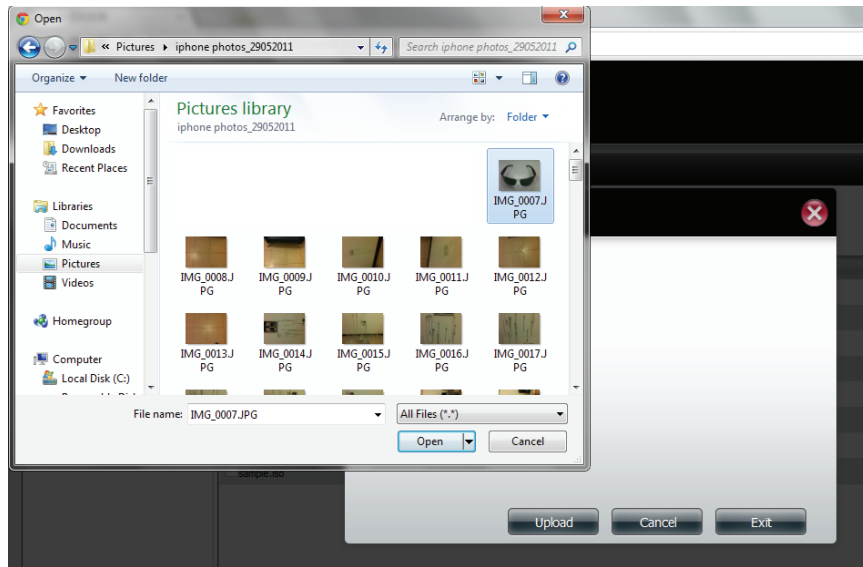 Open
« Pictures ▸ iphone photos_29052011
Search iphone photos_29052011
Organize
New folder
Favorites
Desktop
Downloads
Recent Places
Libraries
Documents
Music
Pictures
Videos
Homegroup
Computer
Local Disk (C:)
Pictures library
iphone photos_29052011
Arrange by: Folder
IMG_0007.J
PG
IMG_0008.J
PG
IMG_0009.J
PG
IMG_0010.J
PG
IMG_0011.J
PG
IMG_0012.J
PG
IMG_0013.J
PG
IMG_0014.J
PG
IMG_0015.J
PG
IMG_0016.J
PG
IMG_0017.J
PG
File name: IMG_0007.JPG
All Files (*.*)
Open
Cancel
sample.iso
Upload
Cancel
Exit